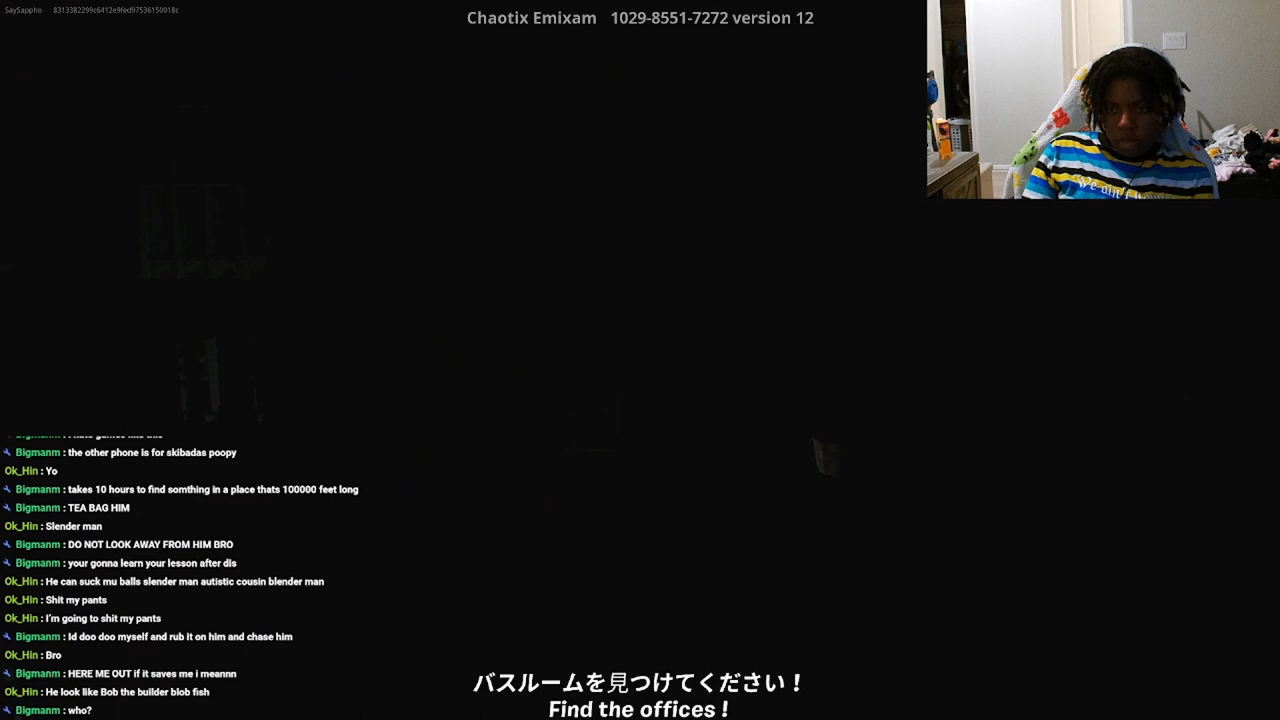 SaySappho 8313382299c6412e9fed97536150018c
Chaotix Emixam 1029-8551-7272 version 12
We ain't
Bigmanm : the other phone is for skibadas poopy
Ok_Hin : Yo
Bigmanm : takes 10 hours to find somthing in a place thats 100000 feet long
Bigmanm : TEA BAG HIM
Ok_Hin : Slender man
Bigmanm : DO NOT LOOK AWAY FROM HIM BRO
Bigmanm : your gonna learn your lesson after dis
Ok_Hin : He can suck mu balls slender man autistic cousin blender man
Ok_Hin : Shit my pants
Ok_Hin : I'm going to shit my pants
Bigmanm : Id doo doo myself and rub it on him and chase him
Ok_Hin : Bro
Bigmanm : HERE ME OUT if it saves me i meannn
Ok_Hin : He look like Bob the builder blob fish
Bigmanm : who?
バスルームを見つけてください！
Find the offices !